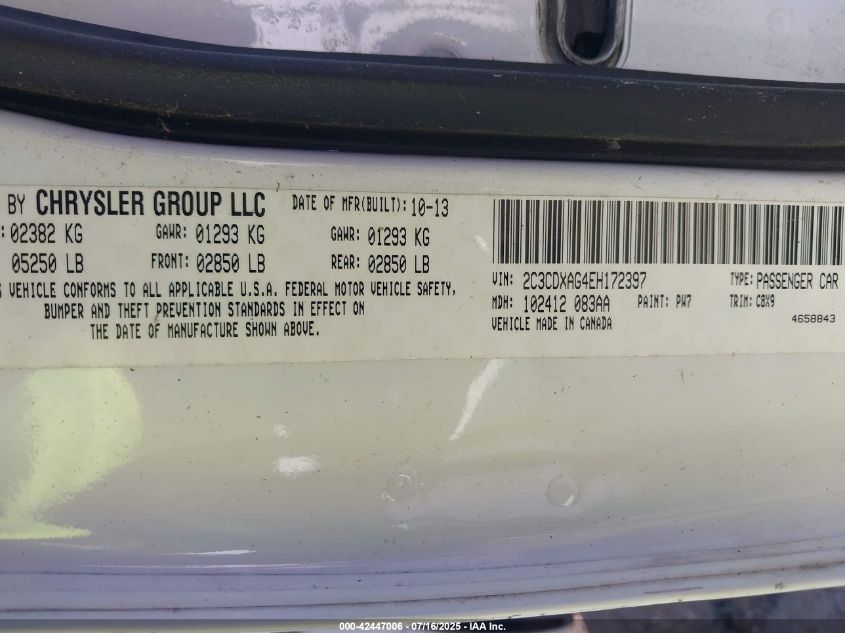 BY CHRYSLER GROUP LLC DATE OF MFR(BUILT): 10-13
: 02382 KG GAWR: 01293 KG GAWR: 01293 KG
05250 LB FRONT: 02850 LB REAR: 02850 LB
VEHICLE CONFORMS TO ALL APPLICABLE U.S.A. FEDERAL MOTOR VEHICLE SAFETY,
BUMPER AND THEFT PREVENTION STANDARDS IN EFFECT ON
THE DATE OF MANUFACTURE SHOWN ABOVE.
VIN: 2C3CDXAG4EH172397 TYPE: PASSENGER CAR
MDH: 102412 083AA PAINT: PW7 TRIM: CBX9
VEHICLE MADE IN CANADA 4658843
000-42447006 - 07/16/2025 - IAA Inc.